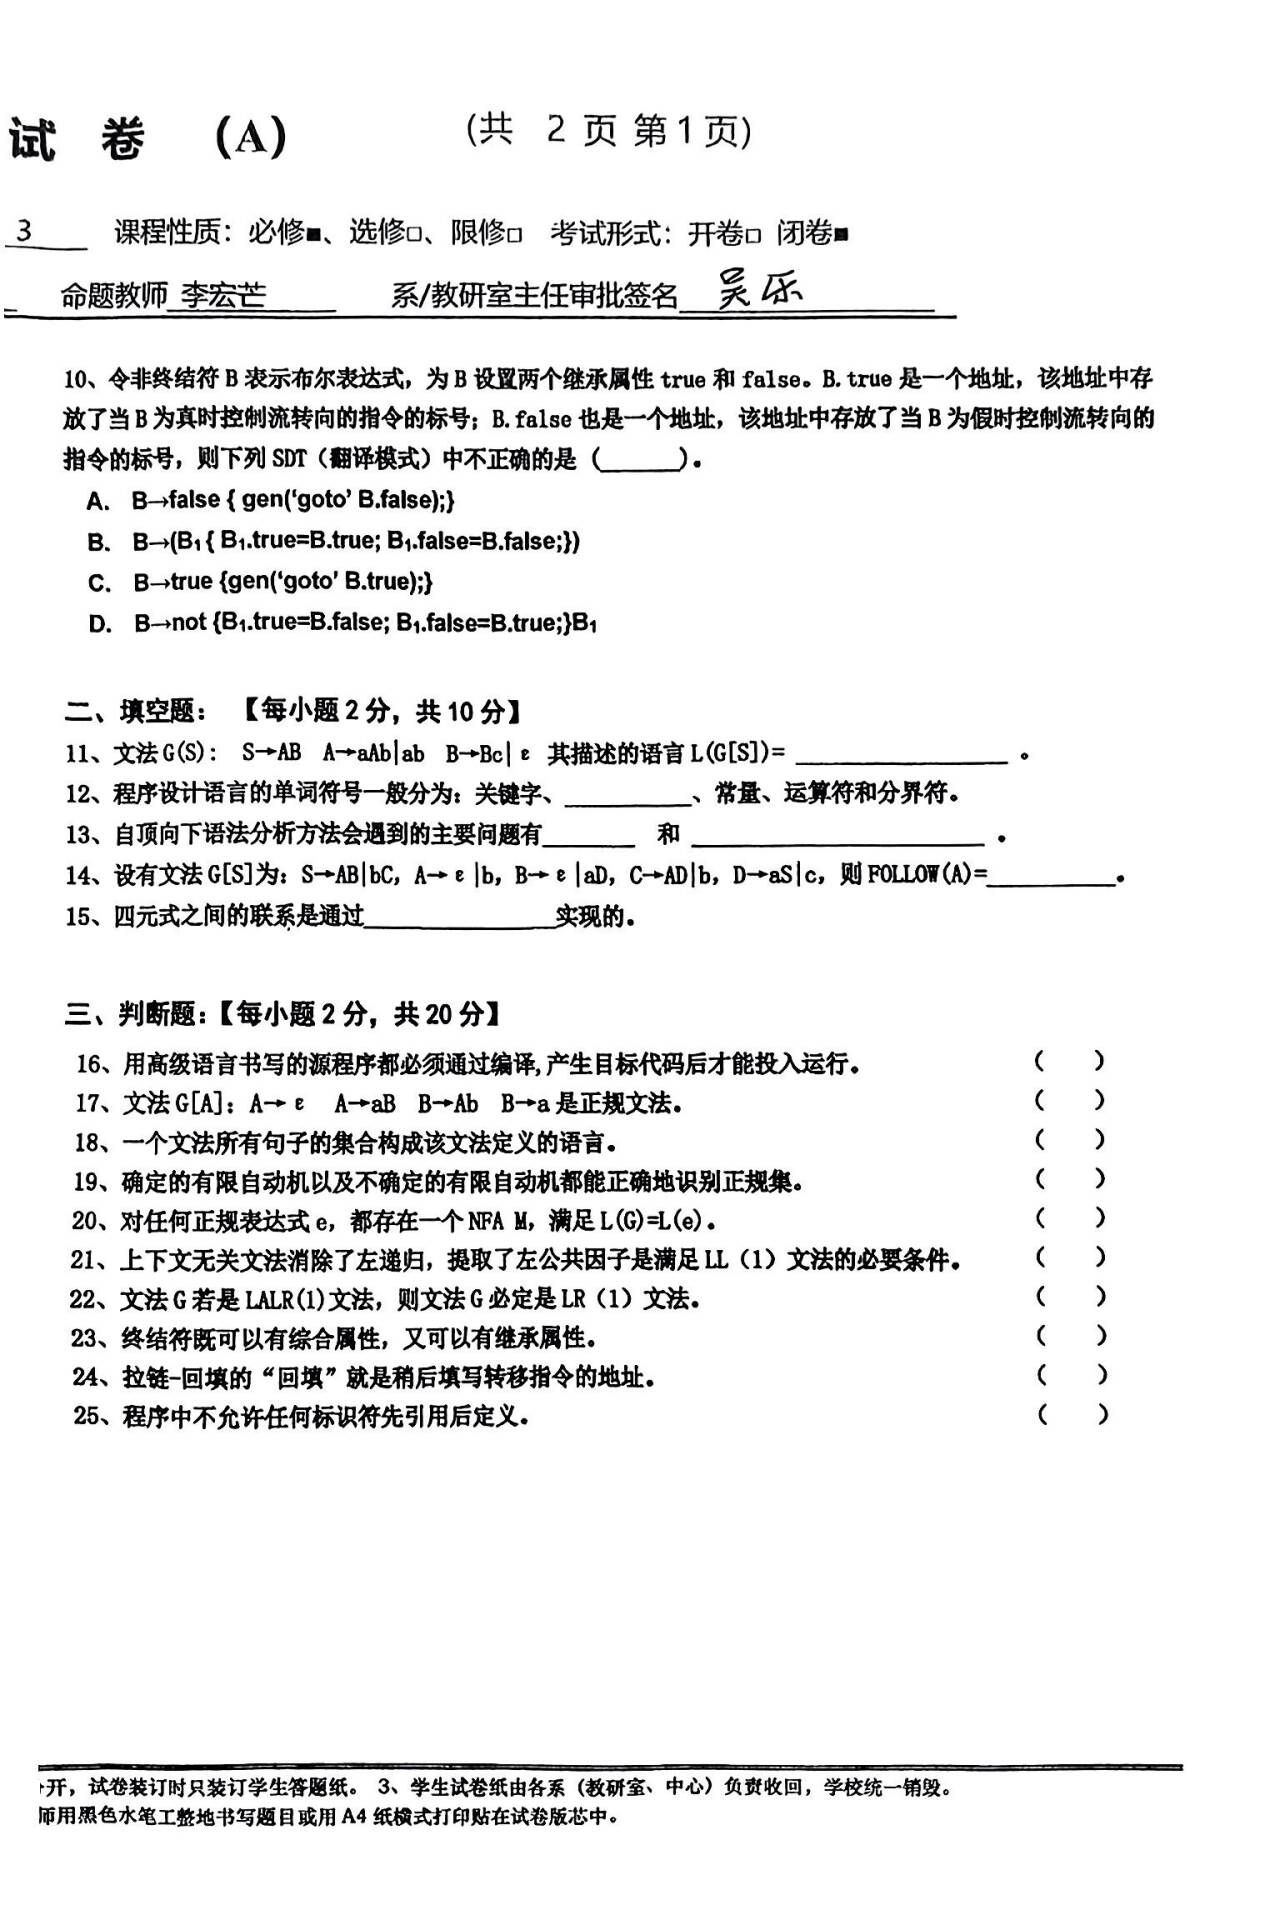 试 卷 (A) (共 2 页 第 1 页)
3 课程性质：必修■、选修□、限修□ 考试形式：开卷□ 闭卷■
命题教师 李宏芒 系/教研室主任审批签名 吴乐
10、令非终结符 B 表示布尔表达式，为 B 设置两个继承属性 true 和 false。B.true 是一个地址，该地址中存
放了当 B 为真时控制流转向的指令的标号；B.false 也是一个地址，该地址中存放了当 B 为假时控制流转向的
指令的标号，则下列 SDT（翻译模式）中不正确的是（______）。
A. B→false { gen('goto' B.false);}
B. B→(B₁{ B₁.true=B.true; B₁.false=B.false;})
C. B→true {gen('goto' B.true);}
D. B→not {B₁.true=B.false; B₁.false=B.true;}B₁
二、填空题：【每小题 2 分，共 10 分】
11、文法 G(S)： S→AB A→aAb|ab B→Bc|ε 其描述的语言 L(G[S])= ______ 。
12、程序设计语言的单词符号一般分为：关键字、______、常量、运算符和分界符。
13、自顶向下语法分析方法会遇到的主要问题有______ 和 ______ 。
14、设有文法 G[S]为：S→AB|bC，A→ε|b，B→ε|aD，C→AD|b，D→aS|c，则 FOLLOW(A)=______。
15、四元式之间的联系是通过______实现的。
三、判断题：【每小题 2 分，共 20 分】
16、用高级语言书写的源程序都必须通过编译,产生目标代码后才能投入运行。 （ ）
17、文法 G[A]：A→ε A→aB B→Ab B→a 是正规文法。 （ ）
18、一个文法所有句子的集合构成该文法定义的语言。 （ ）
19、确定的有限自动机以及不确定的有限自动机都能正确地识别正规集。 （ ）
20、对任何正规表达式 e，都存在一个 NFA M，满足 L(G)=L(e)。 （ ）
21、上下文无关文法消除了左递归，提取了左公共因子是满足 LL（1）文法的必要条件。 （ ）
22、文法 G 若是 LALR(1)文法，则文法 G 必定是 LR（1）文法。 （ ）
23、终结符既可以有综合属性，又可以有继承属性。 （ ）
24、拉链-回填的“回填”就是稍后填写转移指令的地址。 （ ）
25、程序中不允许任何标识符先引用后定义。 （ ）
开，试卷装订时只装订学生答题纸。 3、学生试卷纸由各系（教研室、中心）负责收回，学校统一销毁。
师用黑色水笔工整地书写题目或用 A4 纸横式打印贴在试卷版芯中。